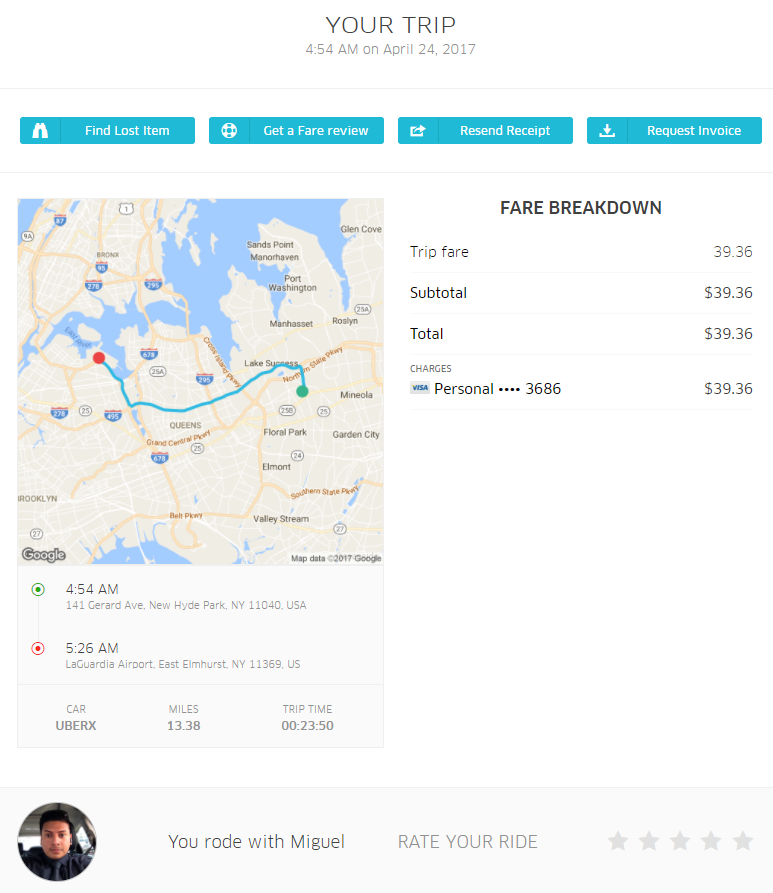 YOUR TRIP
4:54 AM on April 24, 2017
Find Lost Item
Get a Fare review
Resend Receipt
Request Invoice
1
87
9A
Glen Cove
BRONX
95
278
295
Sands Point
Manorhaven
Port
Washington
25A
Manhasset
Roslyn
East River
678
25A
295
Cross Island Pkwy
Lake Success
Northern State Pkwy
Mineola
278
25
495
QUEENS
25B
25
Grand Central Pkwy
25
678
Floral Park
Garden City
24
Elmont
Southern State Pkwy
BROOKLYN
Belt Pkwy
Valley Stream
27
27
Google
Map data ©2017 Google
4:54 AM
141 Gerard Ave, New Hyde Park, NY 11040, USA
5:26 AM
LaGuardia Airport, East Elmhurst, NY 11369, US
CAR MILES TRIP TIME
UBERX 13.38 00:23:50
FARE BREAKDOWN
Trip fare 39.36
Subtotal $39.36
Total $39.36
CHARGES
VISA Personal •••• 3686 $39.36
You rode with Miguel
RATE YOUR RIDE